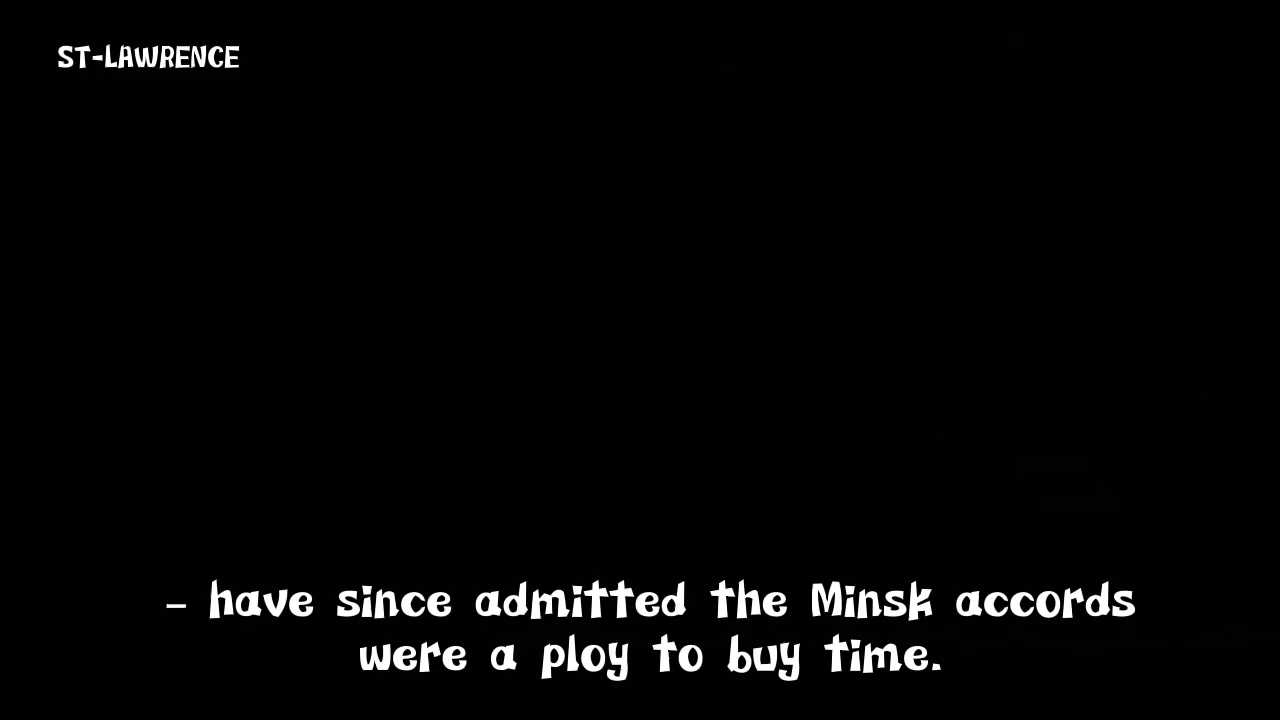 ST-LAWRENCE
– have since admitted the Minsk accords
were a ploy to buy time.